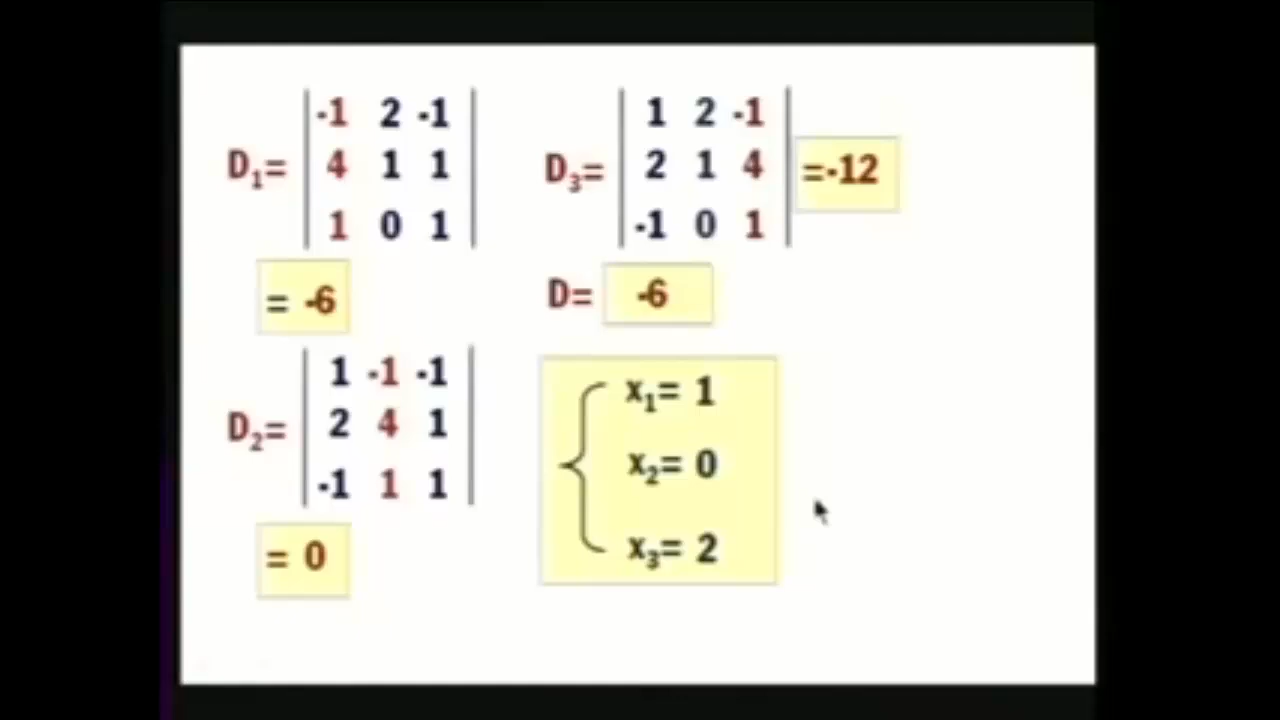 D₁= | -1 2 -1 |
| 4 1 1 |
| 1 0 1 |
= -6
D₂= | 1 -1 -1 |
| 2 4 1 |
| -1 1 1 |
= 0
D₃= | 1 2 -1 |
| 2 1 4 |
| -1 0 1 |
=-12
D= -6
x₁= 1
x₂= 0
x₃= 2